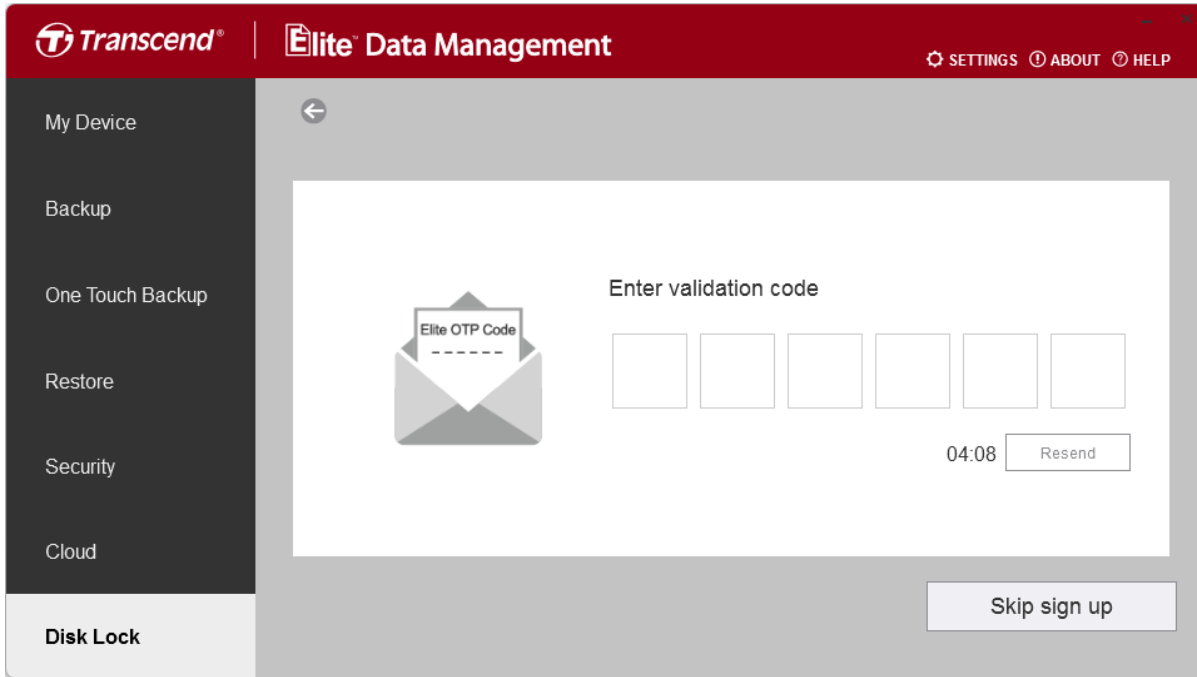 Transcend®
Elite™ Data Management
SETTINGS ABOUT HELP
My Device
Backup
One Touch Backup
Restore
Security
Cloud
Disk Lock
Elite OTP Code
------
Enter validation code
04:08 Resend
Skip sign up